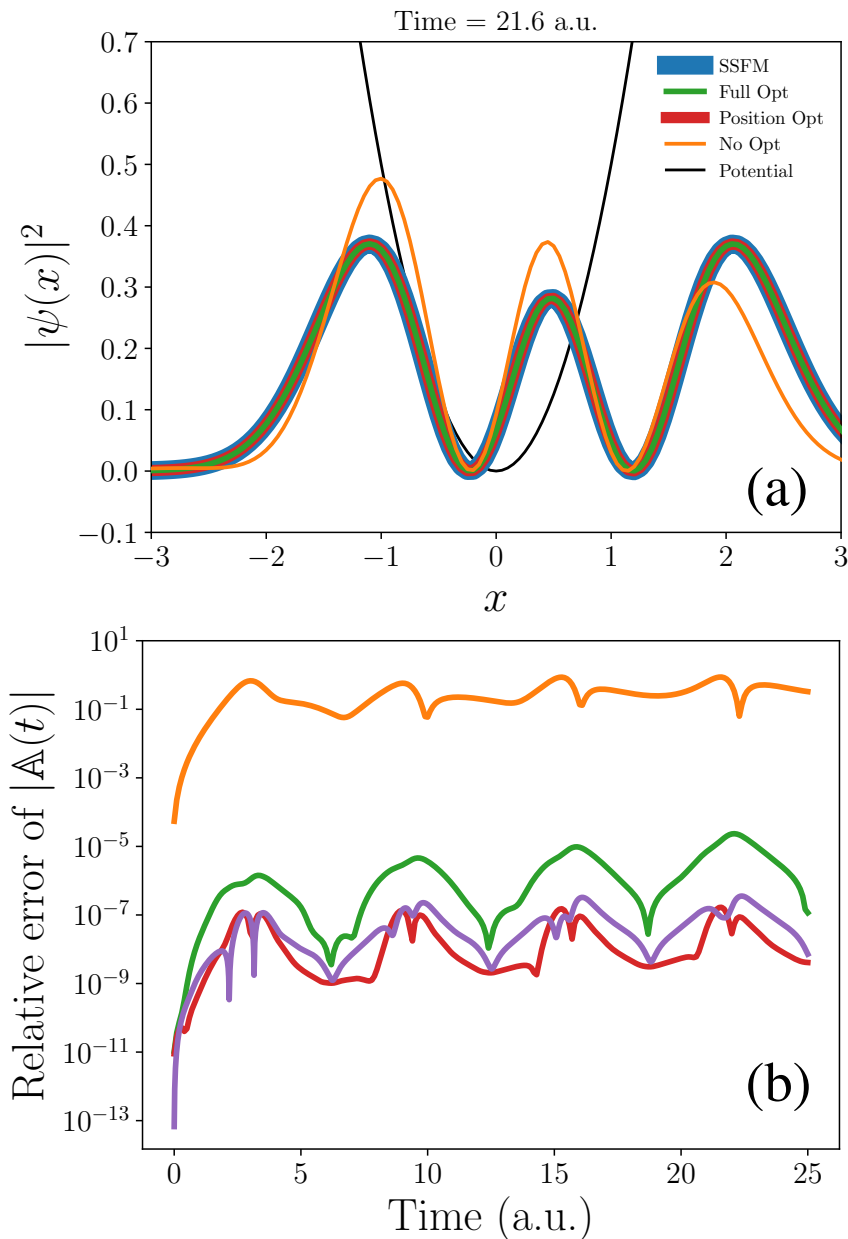 Time = 21.6 a.u.
0.7
0.6
0.5
0.4
0.3
0.2
0.1
0.0
−0.1
|ψ(x)|²
SSFM
Full Opt
Position Opt
No Opt
Potential
(a)
−3 −2 −1 0 1 2 3
x
10¹
10⁻¹
10⁻³
10⁻⁵
10⁻⁷
10⁻⁹
10⁻¹¹
10⁻¹³
Relative error of |𝔸(t)|
(b)
0 5 10 15 20 25
Time (a.u.)